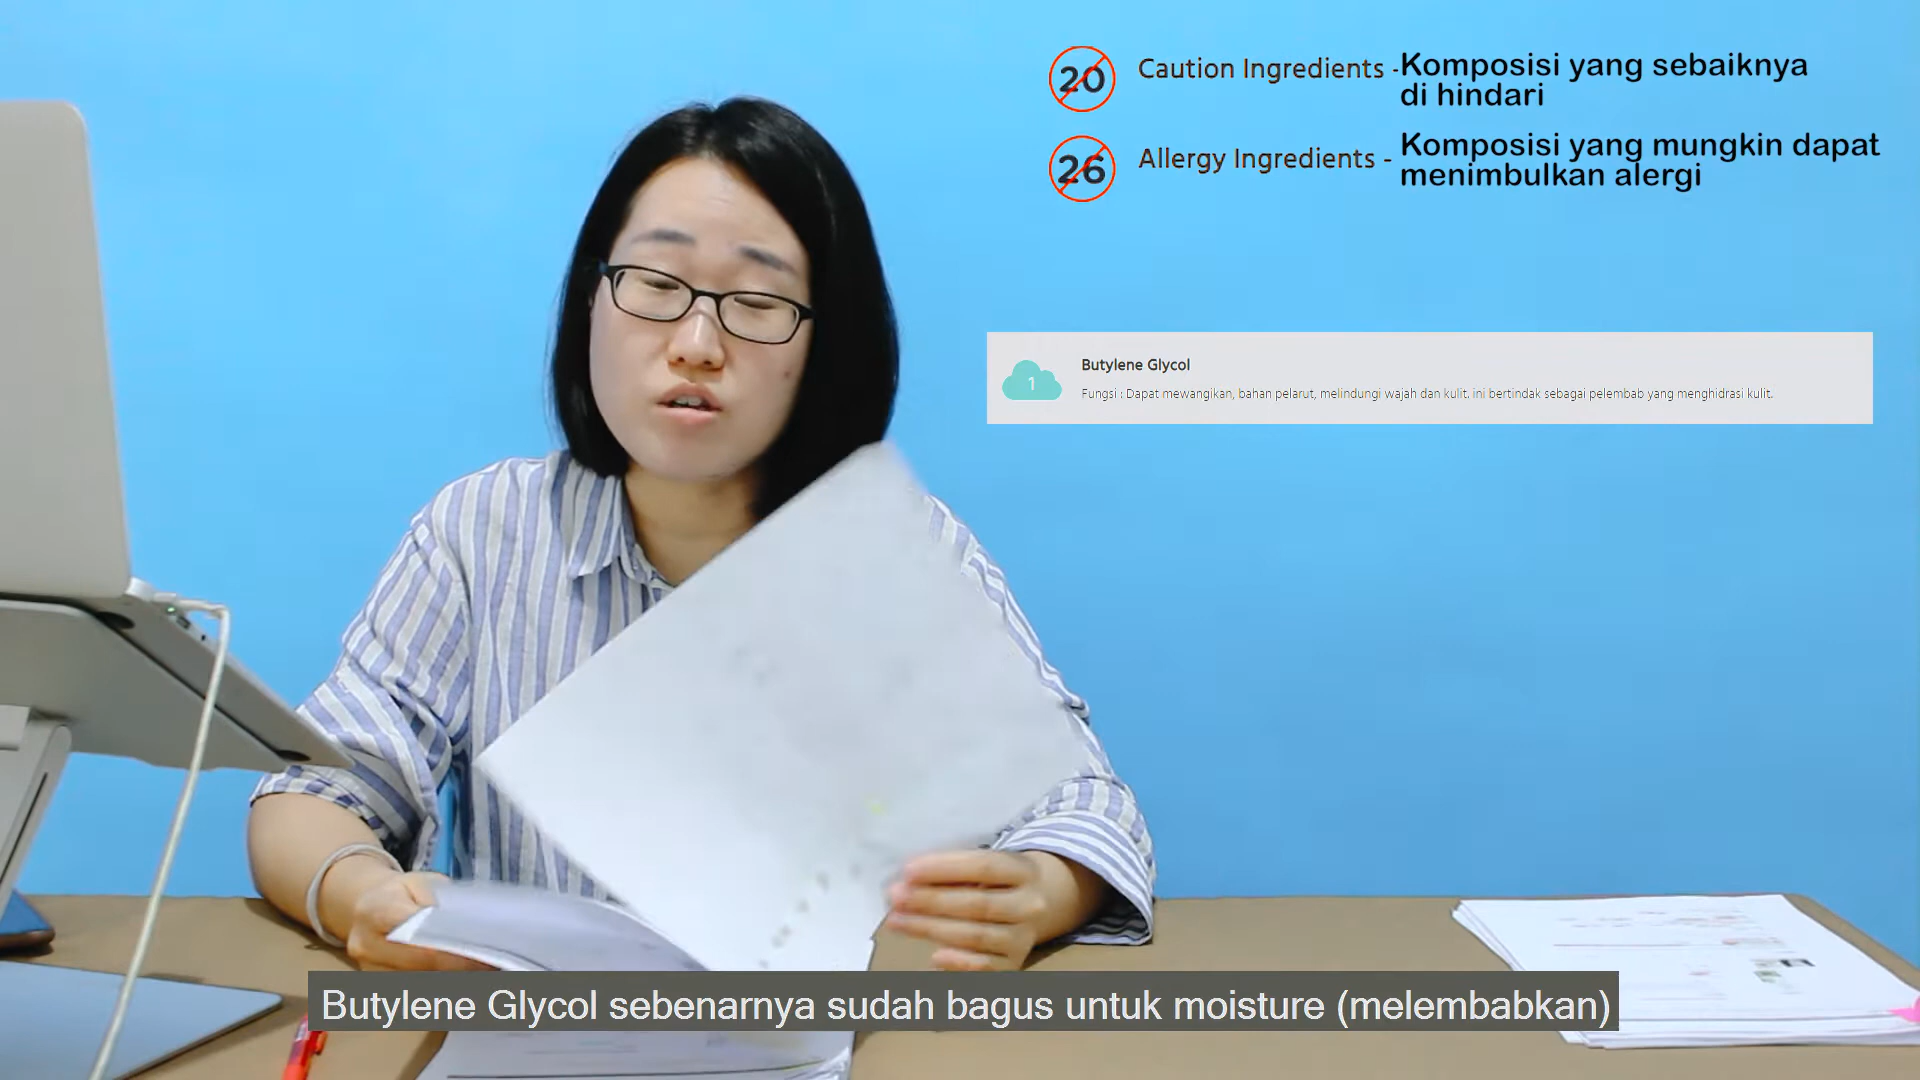 20 Caution Ingredients - Komposisi yang sebaiknya
di hindari
26 Allergy Ingredients - Komposisi yang mungkin dapat
menimbulkan alergi
Butylene Glycol
1
Fungsi : Dapat mewangikan, bahan pelarut, melindungi wajah dan kulit. ini bertindak sebagai pelembab yang menghidrasi kulit.
Butylene Glycol sebenarnya sudah bagus untuk moisture (melembabkan)